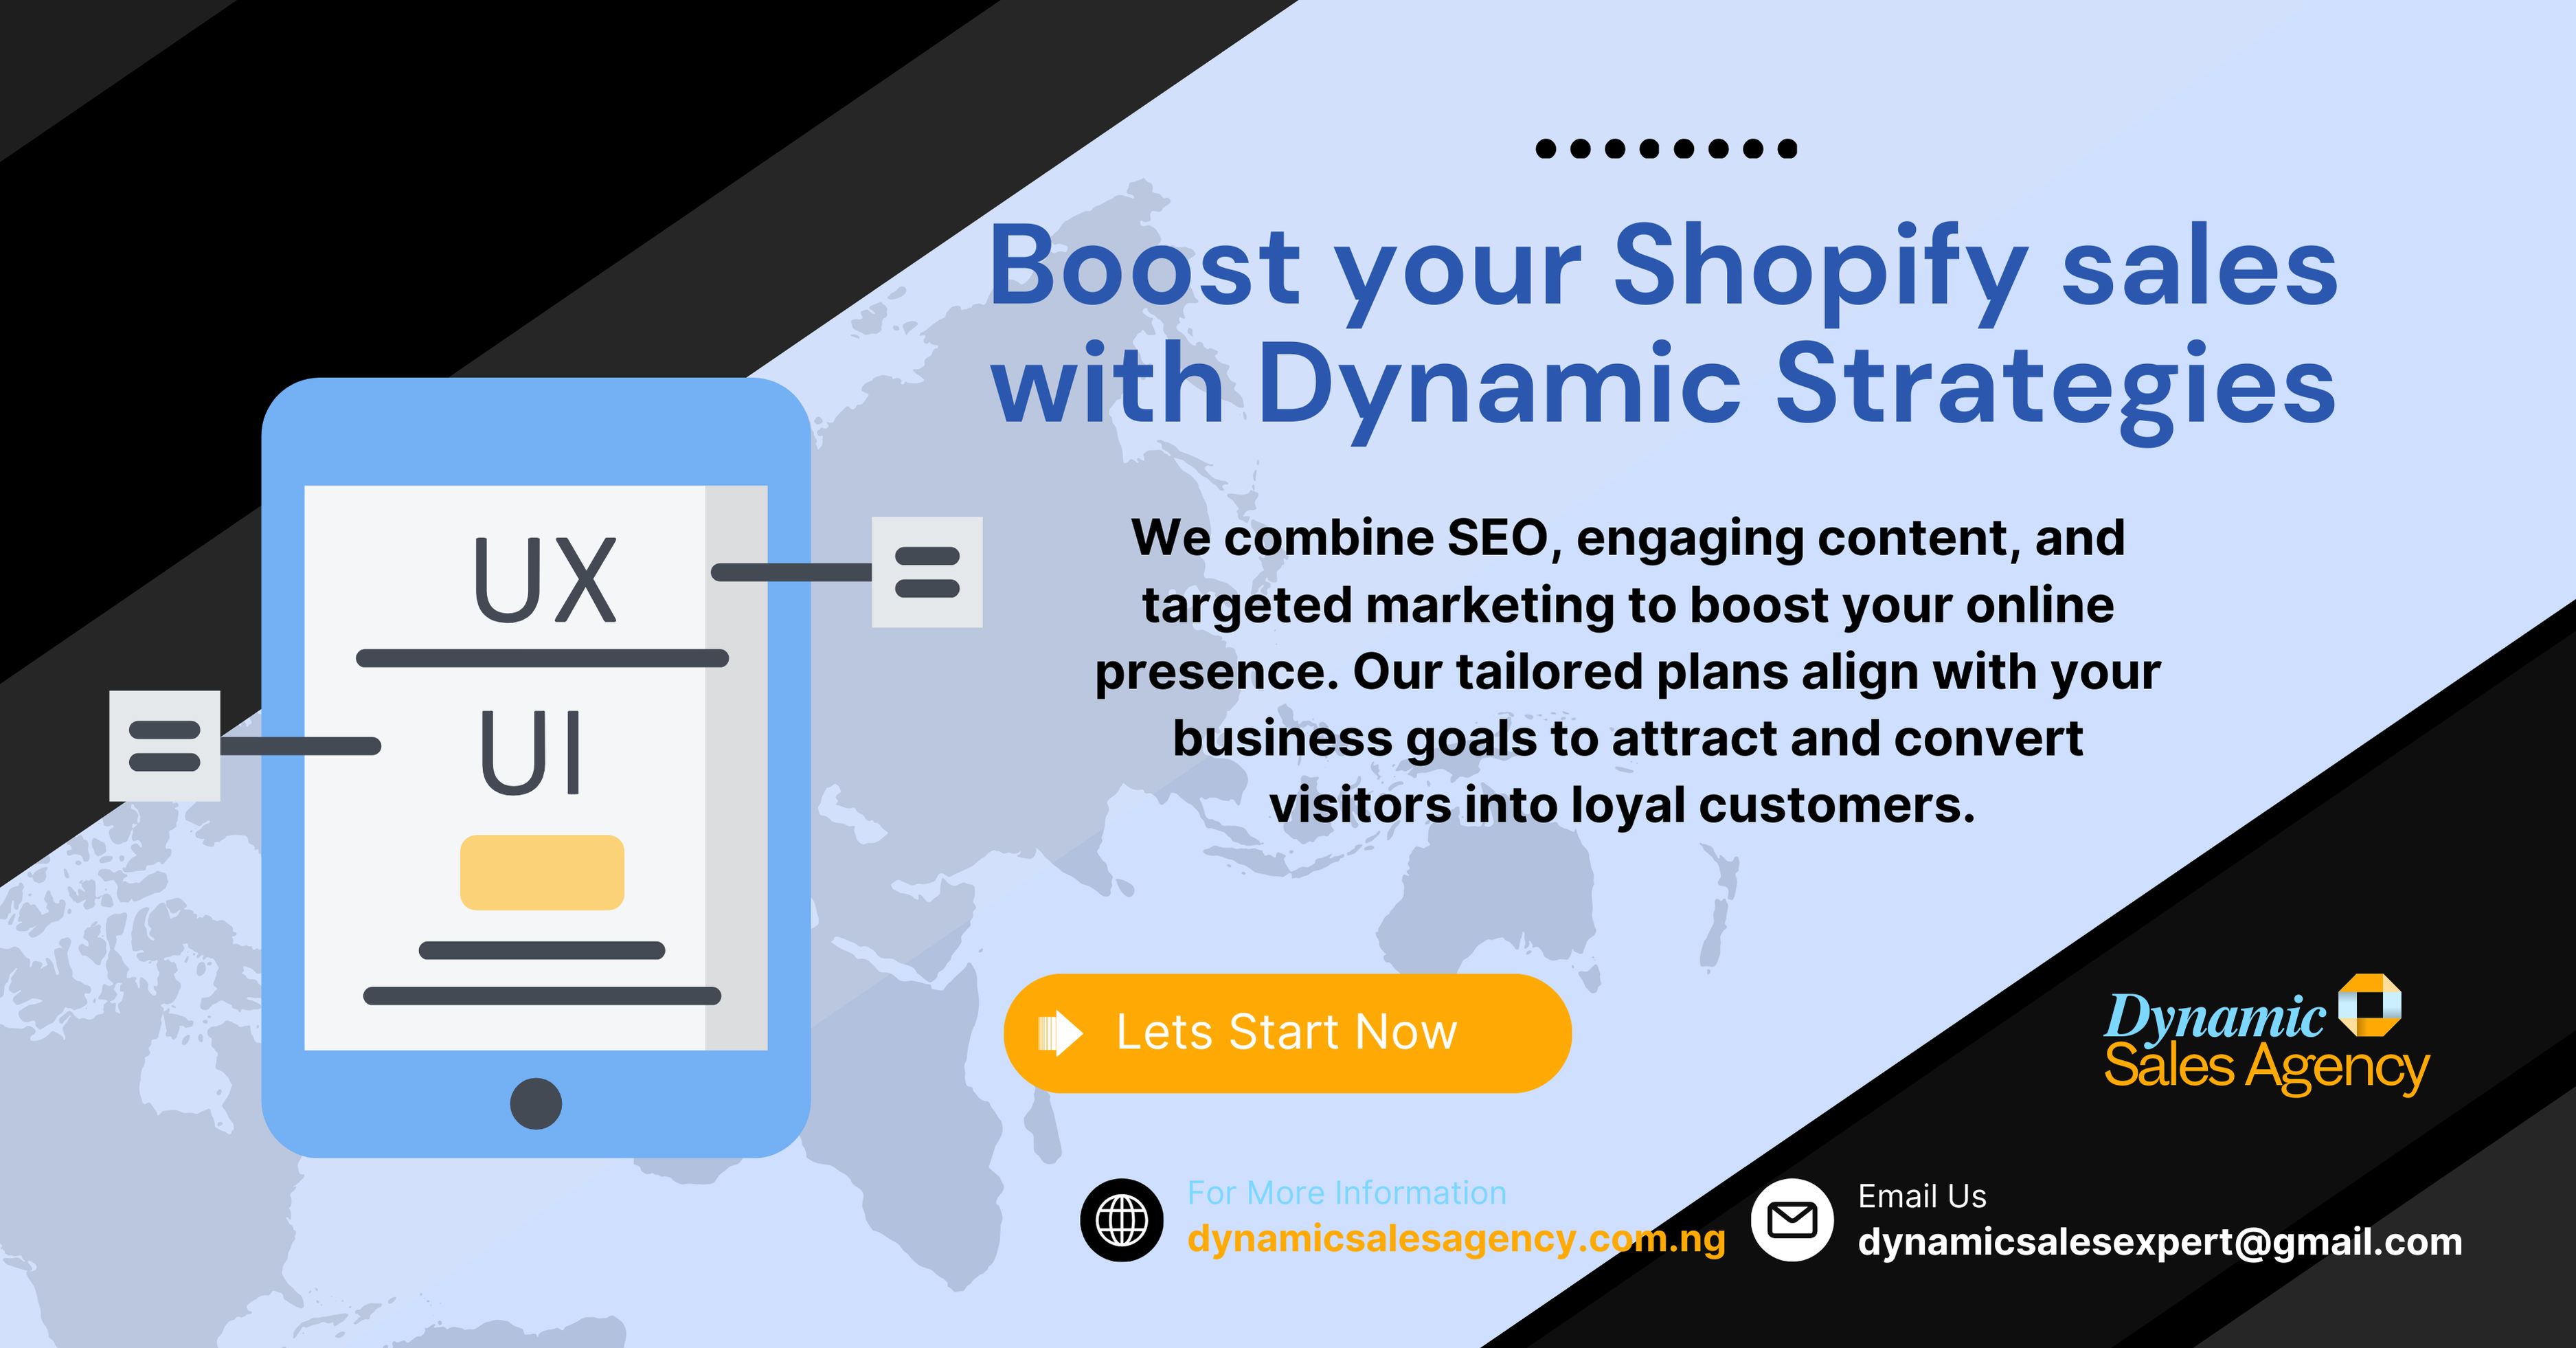 Boost your Shopify sales
with Dynamic Strategies
UX
UI
We combine SEO, engaging content, and
targeted marketing to boost your online
presence. Our tailored plans align with your
business goals to attract and convert
visitors into loyal customers.
Lets Start Now
Dynamic
Sales Agency
For More Information
dynamicsalesagency.com.ng
Email Us
dynamicsalesexpert@gmail.com